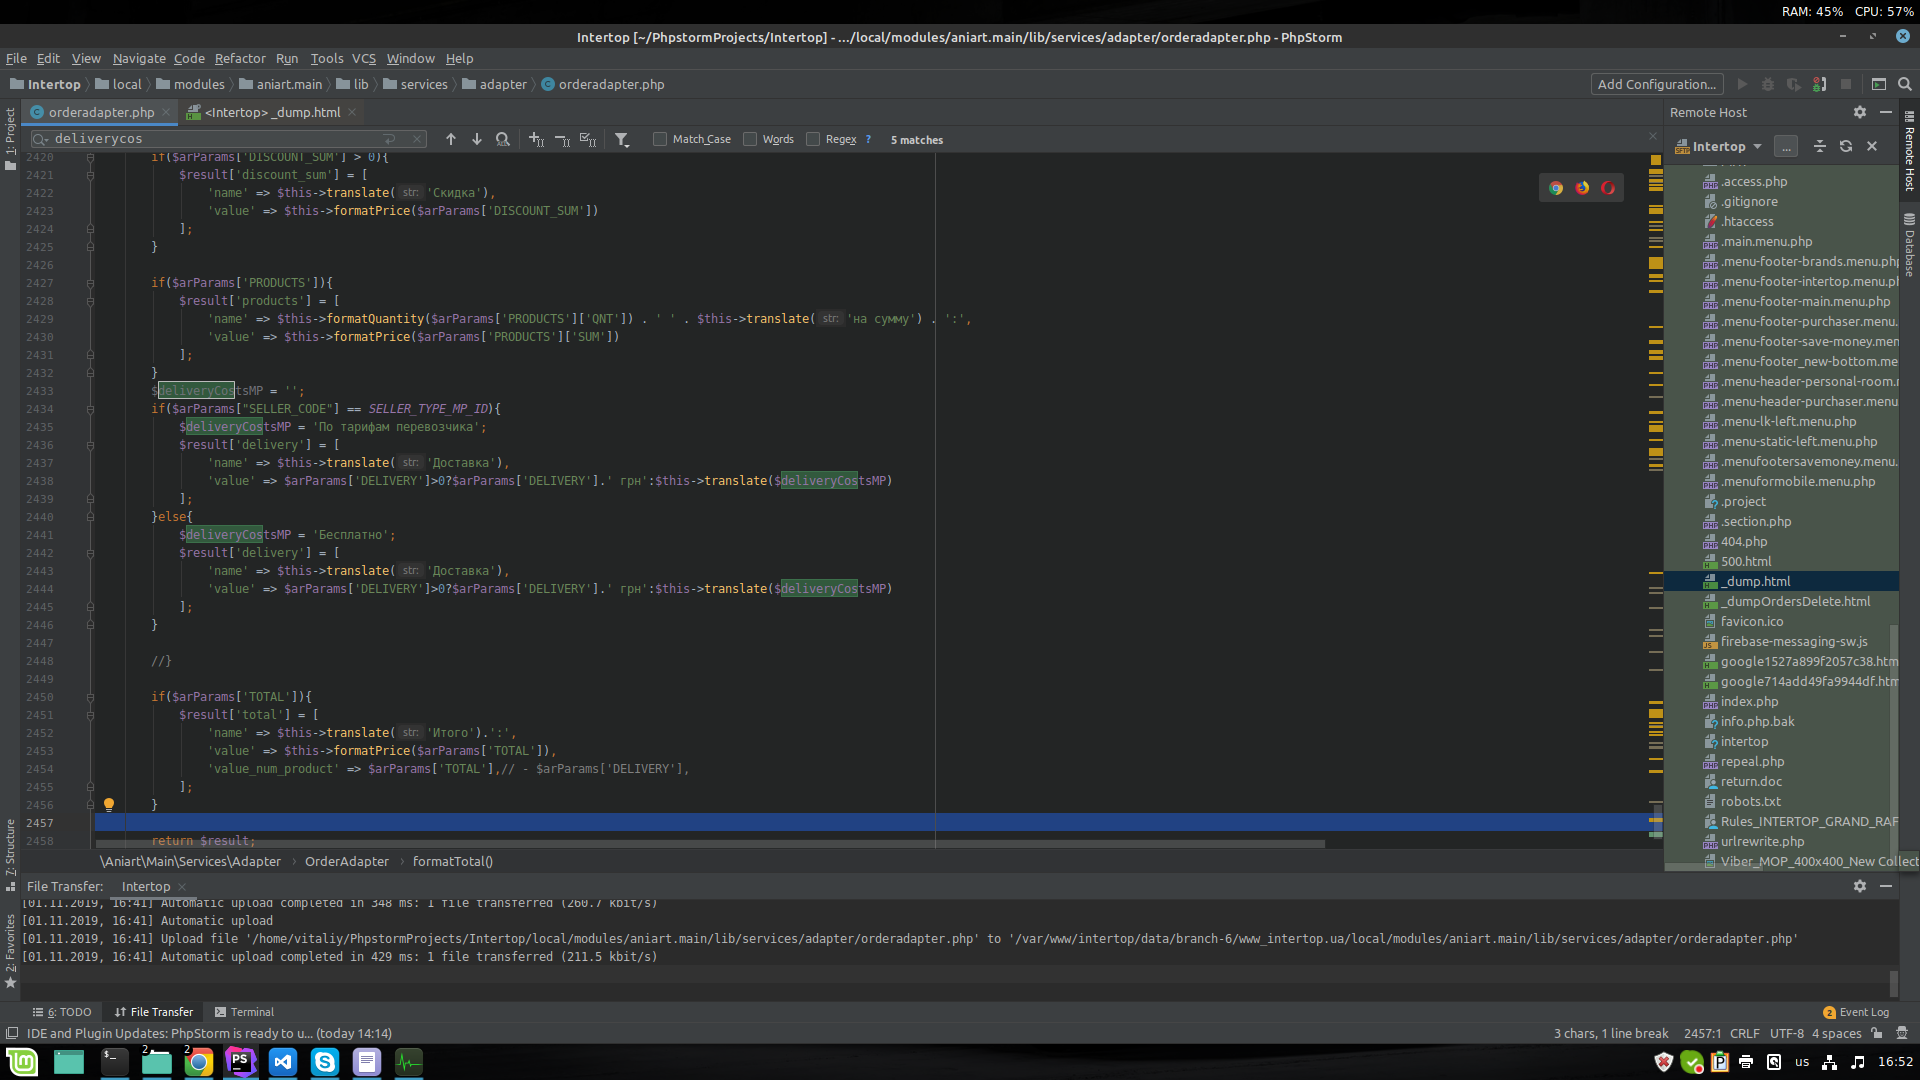 RAM: 45% CPU: 57%
Intertop [~/PhpstormProjects/Intertop] - .../local/modules/aniart.main/lib/services/adapter/orderadapter.php - PhpStorm
File Edit View Navigate Code Refactor Run Tools VCS Window Help
Intertop local modules aniart.main lib services adapter orderadapter.php
Add Configuration...
orderadapter.php <Intertop> _dump.html
Remote Host
deliverycos
Match Case Words Regex ? 5 matches
Intertop ...
1: Project
Remote Host
Database
7: Structure
2: Favorites
2420 if($arParams['DISCOUNT_SUM'] > 0){
2421 $result['discount_sum'] = [
2422 'name' => $this->translate( str: 'Скидка'),
2423 'value' => $this->formatPrice($arParams['DISCOUNT_SUM'])
2424 ];
2425 }
2426
2427 if($arParams['PRODUCTS']){
2428 $result['products'] = [
2429 'name' => $this->formatQuantity($arParams['PRODUCTS']['QNT']) . ' ' . $this->translate( str: 'на сумму') . ':',
2430 'value' => $this->formatPrice($arParams['PRODUCTS']['SUM'])
2431 ];
2432 }
2433 $deliveryCostsMP = '';
2434 if($arParams["SELLER_CODE"] == SELLER_TYPE_MP_ID){
2435 $deliveryCostsMP = 'По тарифам перевозчика';
2436 $result['delivery'] = [
2437 'name' => $this->translate( str: 'Доставка'),
2438 'value' => $arParams['DELIVERY']>0?$arParams['DELIVERY'].' грн':$this->translate($deliveryCostsMP)
2439 ];
2440 }else{
2441 $deliveryCostsMP = 'Бесплатно';
2442 $result['delivery'] = [
2443 'name' => $this->translate( str: 'Доставка'),
2444 'value' => $arParams['DELIVERY']>0?$arParams['DELIVERY'].' грн':$this->translate($deliveryCostsMP)
2445 ];
2446 }
2447
2448 //}
2449
2450 if($arParams['TOTAL']){
2451 $result['total'] = [
2452 'name' => $this->translate( str: 'Итого').':',
2453 'value' => $this->formatPrice($arParams['TOTAL']),
2454 'value_num_product' => $arParams['TOTAL'],// - $arParams['DELIVERY'],
2455 ];
2456 }
2457
2458 return $result;
.access.php
.gitignore
.htaccess
.main.menu.php
.menu-footer-brands.menu.php
.menu-footer-intertop.menu.ph
.menu-footer-main.menu.php
.menu-footer-purchaser.menu.
.menu-footer-save-money.men
.menu-footer_new-bottom.me
.menu-header-personal-room.
.menu-header-purchaser.menu
.menu-lk-left.menu.php
.menu-static-left.menu.php
.menufootersavemoney.menu.
.menuformobile.menu.php
.project
.section.php
404.php
500.html
_dump.html
_dumpOrdersDelete.html
favicon.ico
firebase-messaging-sw.js
google1527a899f2057c38.htm
google714add49fa9944df.htm
index.php
info.php.bak
intertop
repeal.php
return.doc
robots.txt
Rules_INTERTOP_GRAND_RAF
urlrewrite.php
Viber_MOP_400x400_New Collect
\Aniart\Main\Services\Adapter OrderAdapter formatTotal()
File Transfer: Intertop
[01.11.2019, 16:41] Automatic upload completed in 348 ms: 1 file transferred (260.7 kbit/s)
[01.11.2019, 16:41] Automatic upload
[01.11.2019, 16:41] Upload file '/home/vitaliy/PhpstormProjects/Intertop/local/modules/aniart.main/lib/services/adapter/orderadapter.php' to '/var/www/intertop/data/branch-6/www_intertop.ua/local/modules/aniart.main/lib/services/adapter/orderadapter.php'
[01.11.2019, 16:41] Automatic upload completed in 429 ms: 1 file transferred (211.5 kbit/s)
6: TODO File Transfer Terminal 2 Event Log
IDE and Plugin Updates: PhpStorm is ready to u... (today 14:14) 3 chars, 1 line break 2457:1 CRLF UTF-8 4 spaces
2 2 PS us 16:52